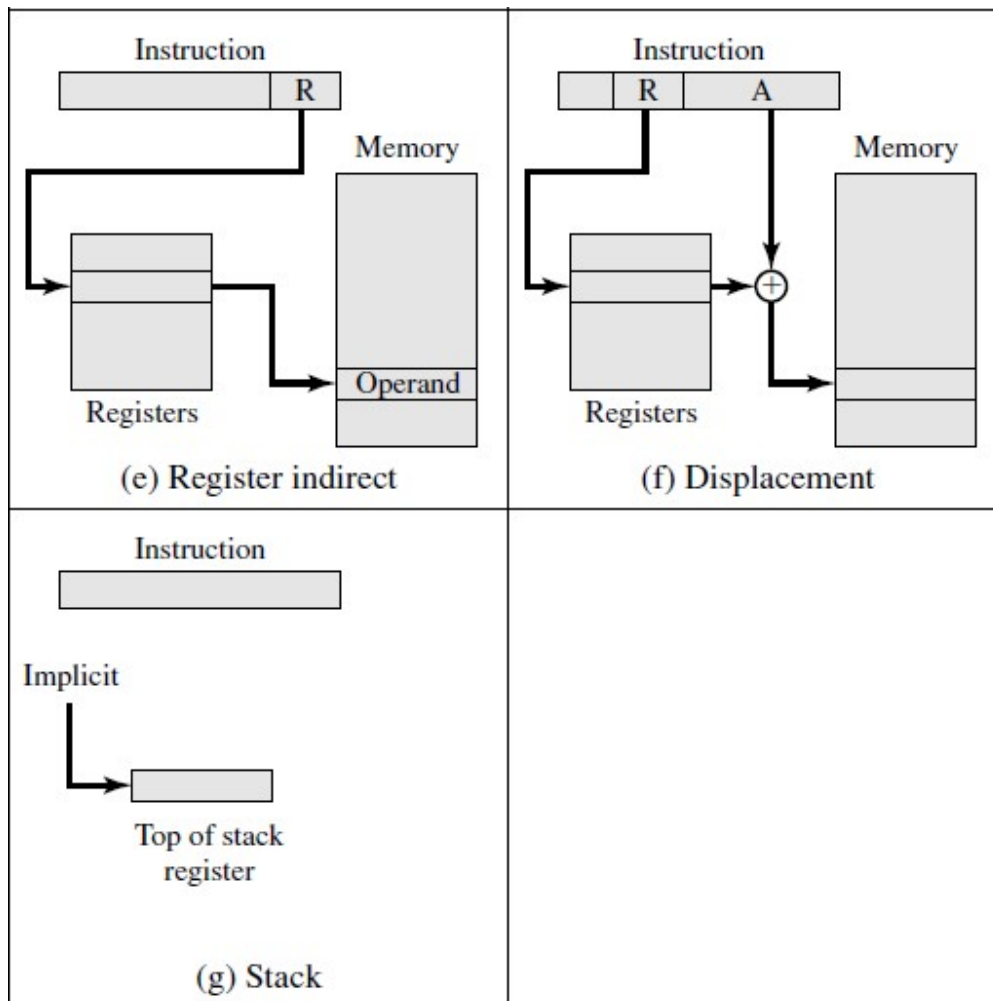 Instruction
R
Memory
Operand
Registers
(e) Register indirect
Instruction
R A
Memory
+
Registers
(f) Displacement
Instruction
Implicit
Top of stack
register
(g) Stack